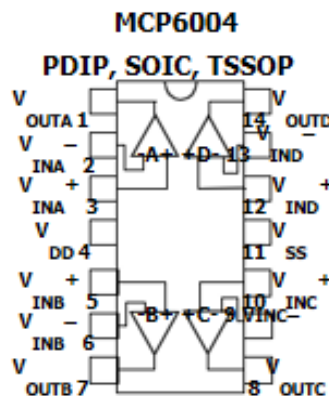 MCP6004
PDIP, SOIC, TSSOP
V OUTA 1
14 V OUTD
V INA – 2
-A+ +D- 13 V IND –
V INA + 3
12 V IND +
V DD 4
11 V SS
V INB + 5
10 V INC +
V INB – 6
-B+ +C- 9 VINC–
V OUTB 7
8 V OUTC